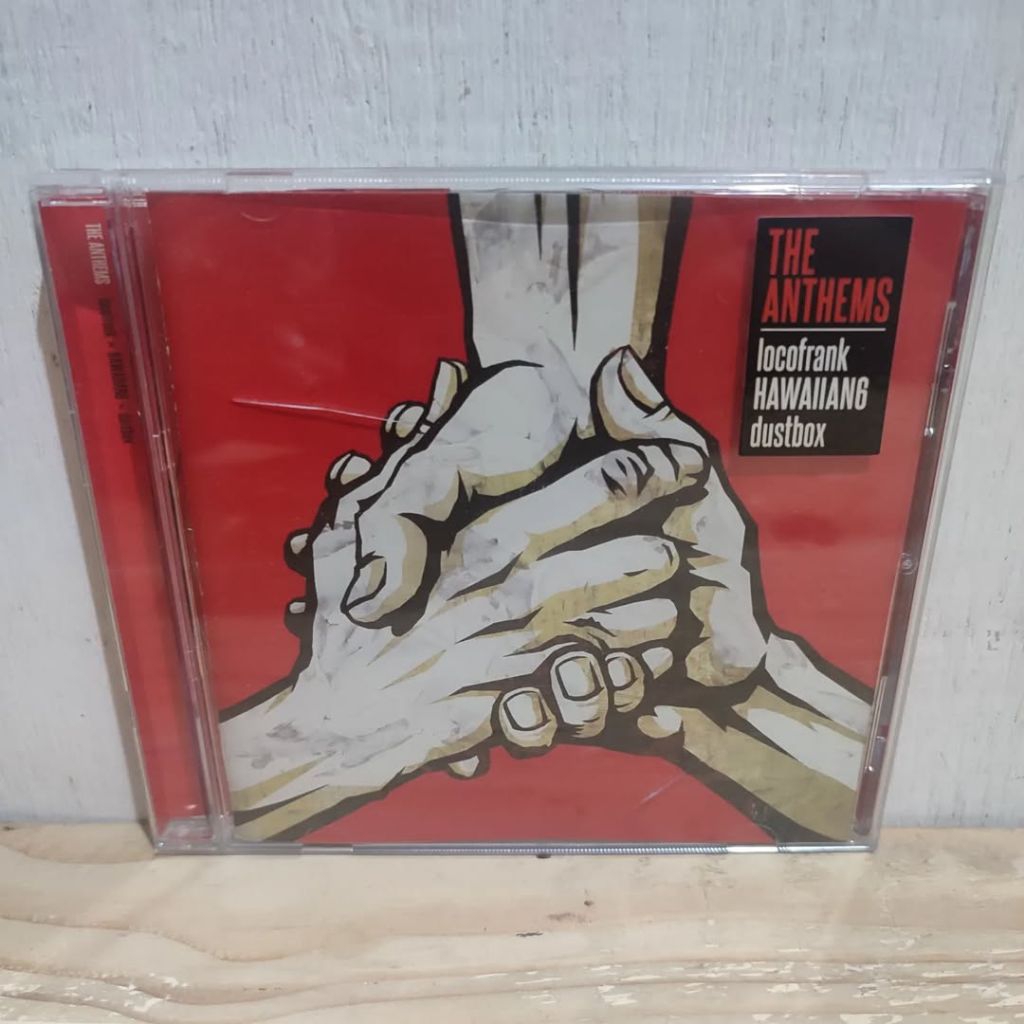 THE
ANTHEMS
locofrank
HAWAIIAN6
dustbox
THE ANTHEMS